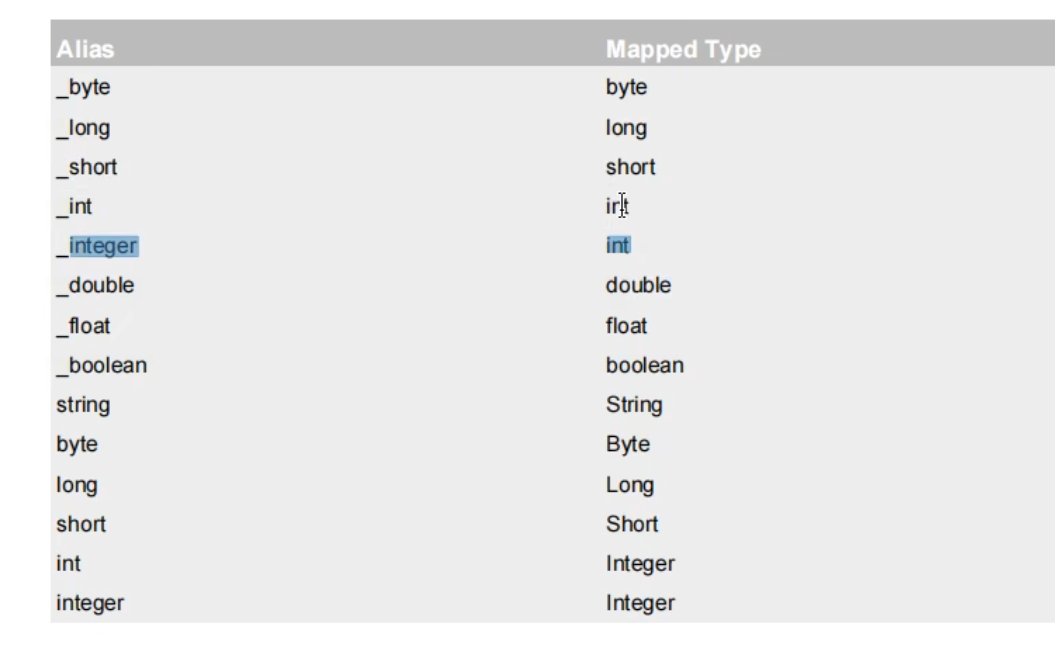 Alias Mapped Type
_byte byte
_long long
_short short
_int int
_integer int
_double double
_float float
_boolean boolean
string String
byte Byte
long Long
short Short
int Integer
integer Integer